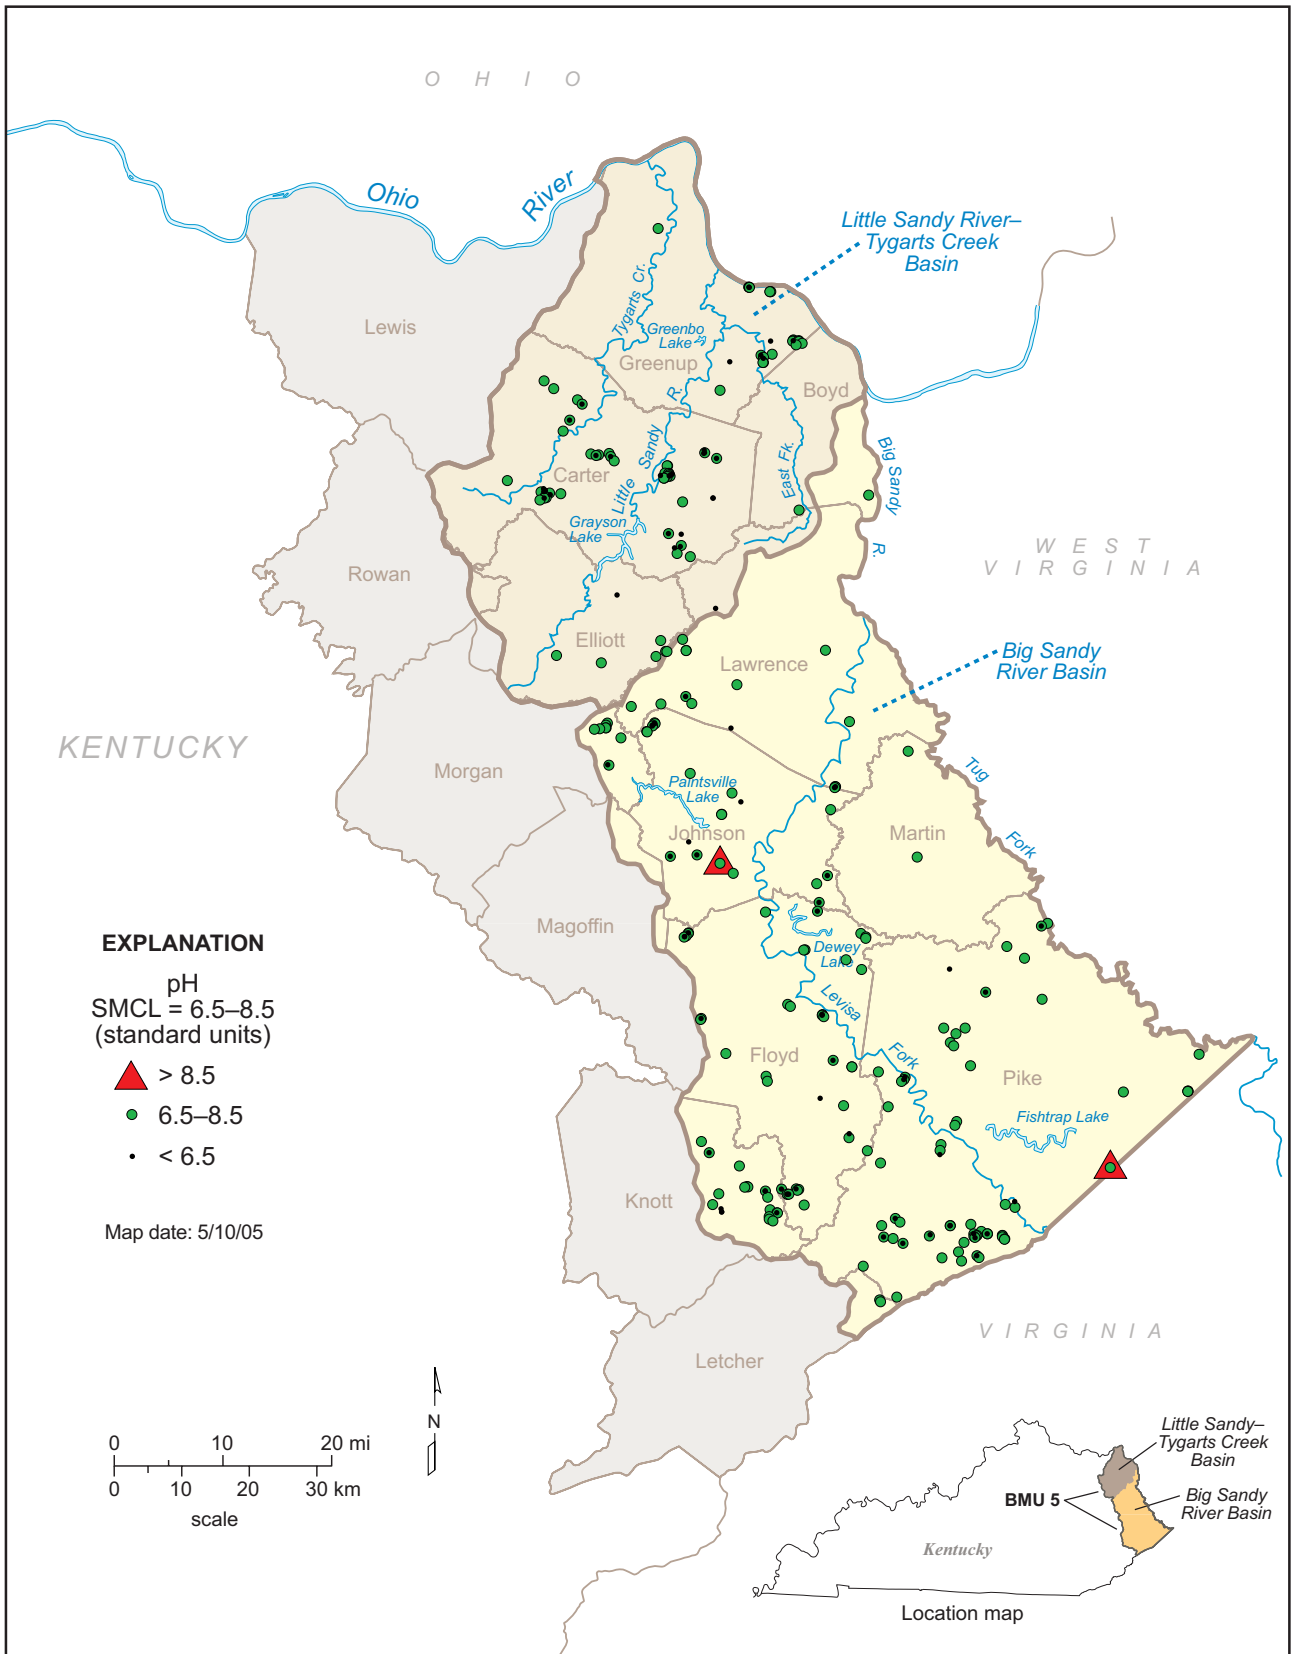 O H I O
Ohio
River
Little Sandy River–
Tygarts Creek
Basin
Tygarts Cr.
Greenbo
Lake
Lewis
Greenup
Boyd
R.
Sandy
Little
East Fk.
Big Sandy
R.
Carter
Grayson
Lake
W E S T
V I R G I N I A
Rowan
Elliott
Lawrence
Big Sandy
River Basin
KENTUCKY
Morgan
Tug
Fork
Paintsville
Lake
Johnson
Martin
Magoffin
Dewey
Lake
Levisa
Fork
EXPLANATION
pH
SMCL = 6.5–8.5
(standard units)
> 8.5
6.5–8.5
< 6.5
Map date: 5/10/05
Floyd
Pike
Fishtrap Lake
Knott
Letcher
V I R G I N I A
N
0 10 20 mi
0 10 20 30 km
scale
Little Sandy–
Tygarts Creek
Basin
BMU 5
Big Sandy
River Basin
Kentucky
Location map